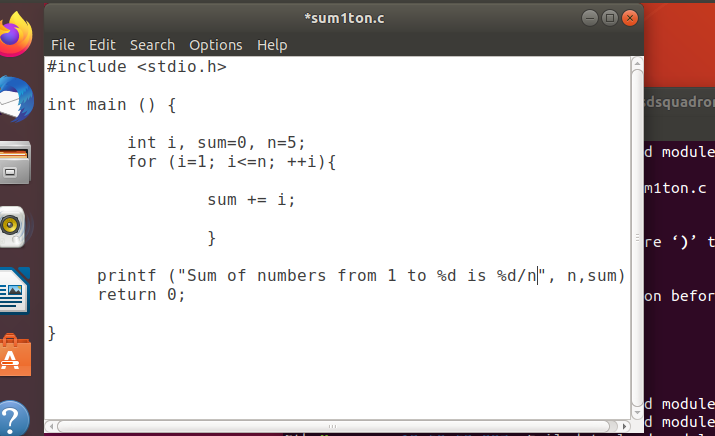 *sum1ton.c
File Edit Search Options Help
#include <stdio.h>
int main () {
int i, sum=0, n=5;
for (i=1; i<=n; ++i){
sum += i;
}
printf ("Sum of numbers from 1 to %d is %d/n", n,sum)
return 0;
}
dsquadron
d module
m1ton.c
re ‘)’ t
on befor
d module
d module